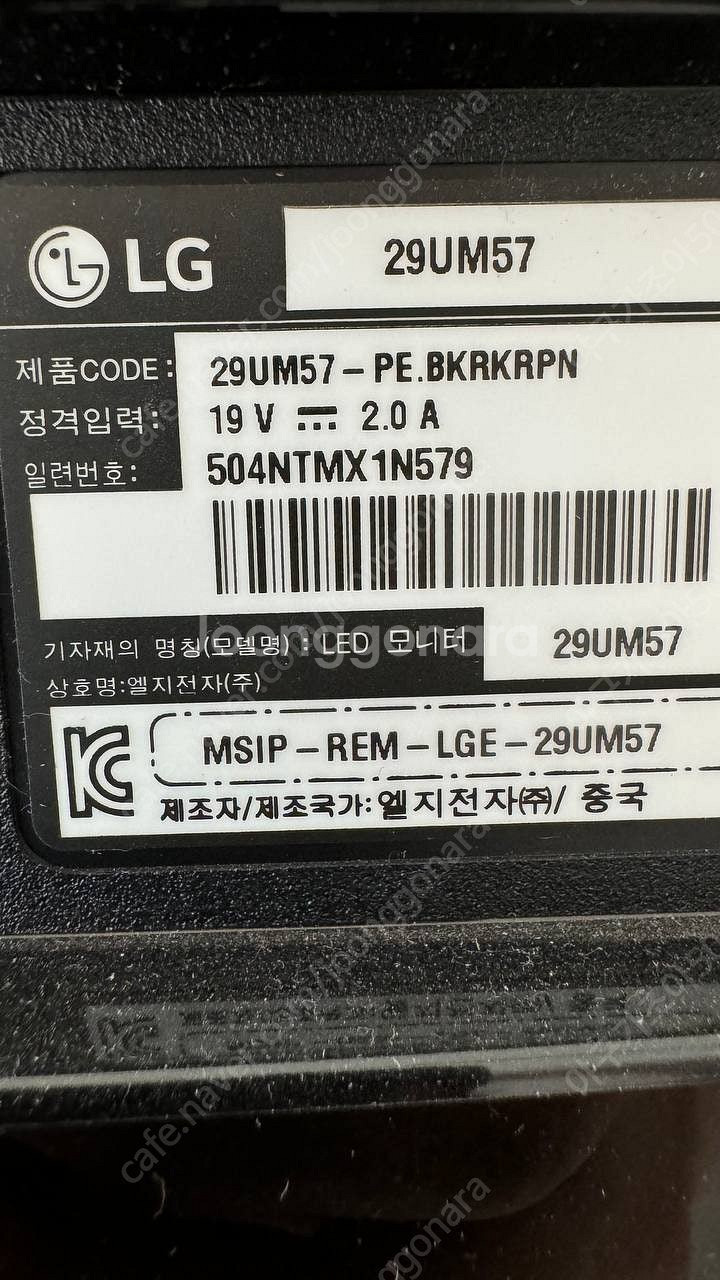 LG
29UM57
제품CODE: 29UM57-PE.BKRKRPN
정격입력: 19 V 2.0 A
일련번호: 504NTMX1N579
기자재의 명칭(모델명) : LED 모니터 29UM57
상호명:엘지전자(주)
MSIP-REM-LGE-29UM57
제조자/제조국가: 엘지전자(주)/ 중국
joonggonara